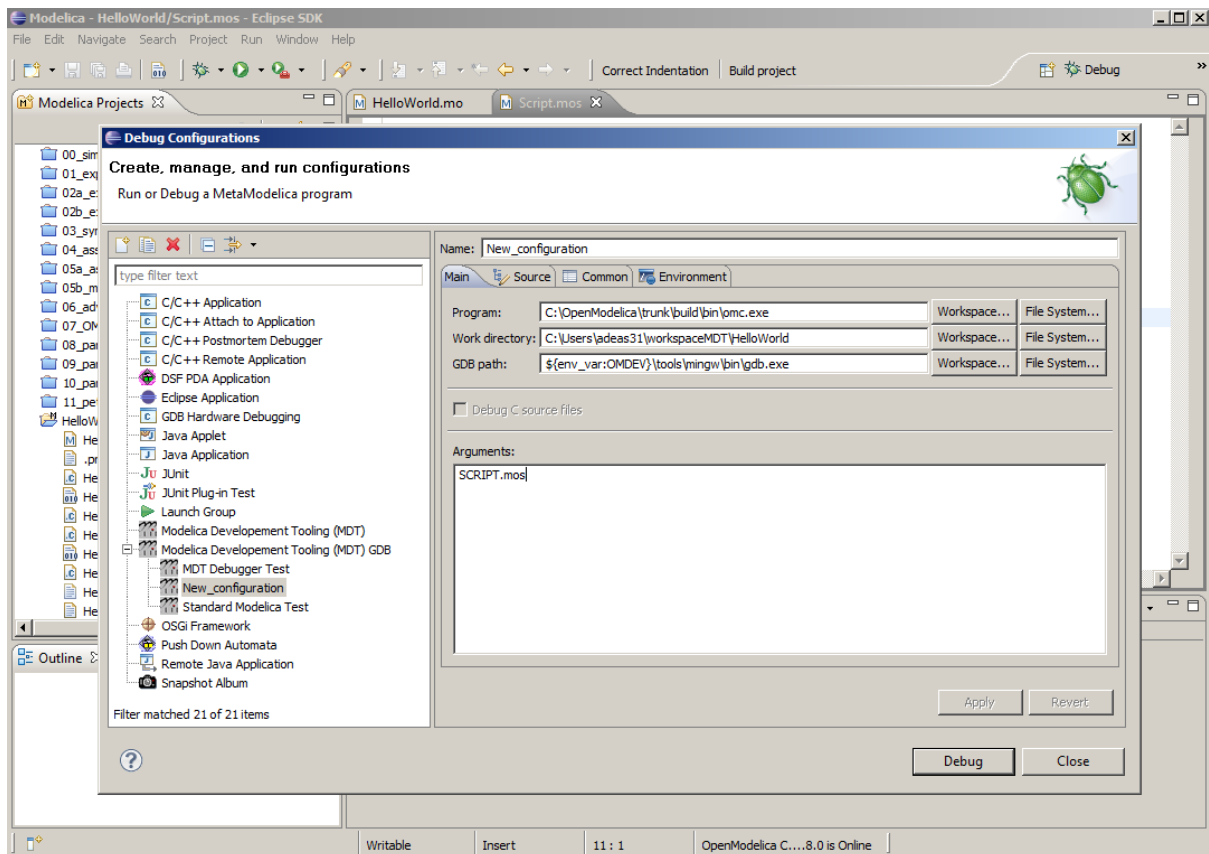 Modelica - HelloWorld/Script.mos - Eclipse SDK
File Edit Navigate Search Project Run Window Help
Correct Indentation Build project Debug »
Modelica Projects HelloWorld.mo Script.mos
Debug Configurations
Create, manage, and run configurations
Run or Debug a MetaModelica program
00_sim
01_exp
02a_e
02b_e
03_syr
04_ass
05a_a
05b_m
06_ad
07_OM
08_par
09_par
10_par
11_pe
HelloW
He
.pr
He
He
He
He
He
He
He
He
Outline
type filter text
C/C++ Application
C/C++ Attach to Application
C/C++ Postmortem Debugger
C/C++ Remote Application
DSF PDA Application
Eclipse Application
GDB Hardware Debugging
Java Applet
Java Application
JUnit
JUnit Plug-in Test
Launch Group
Modelica Developement Tooling (MDT)
Modelica Developement Tooling (MDT) GDB
MDT Debugger Test
New_configuration
Standard Modelica Test
OSGi Framework
Push Down Automata
Remote Java Application
Snapshot Album
Filter matched 21 of 21 items
Name: New_configuration
Main Source Common Environment
Program: C:\OpenModelica\trunk\build\bin\omc.exe Workspace... File System...
Work directory: C:\Users\adeas31\workspaceMDT\HelloWorld Workspace... File System...
GDB path: ${env_var:OMDEV}\tools\mingw\bin\gdb.exe Workspace... File System...
Debug C source files
Arguments:
SCRIPT.mos
Apply Revert
Debug Close
Writable Insert 11 : 1 OpenModelica C....8.0 is Online